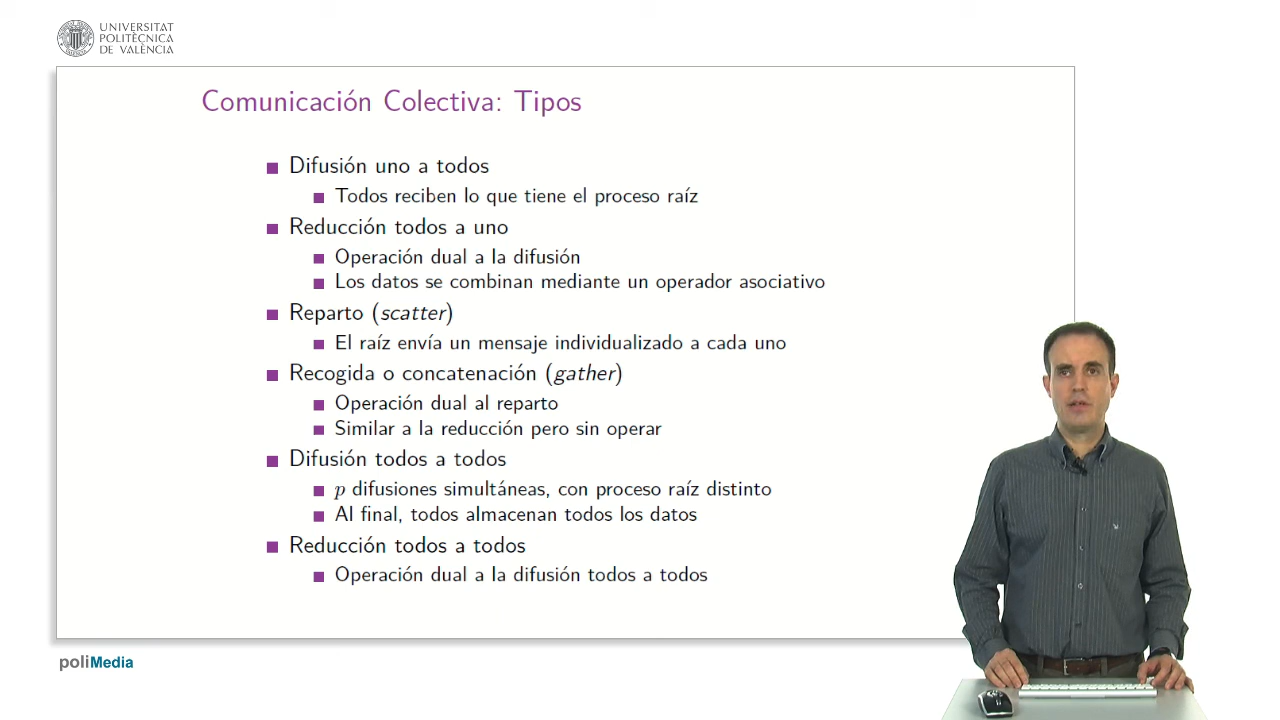 UNIVERSITAT
POLITÈCNICA
DE VALÈNCIA
Comunicación Colectiva: Tipos
Difusión uno a todos
Todos reciben lo que tiene el proceso raíz
Reducción todos a uno
Operación dual a la difusión
Los datos se combinan mediante un operador asociativo
Reparto (scatter)
El raíz envía un mensaje individualizado a cada uno
Recogida o concatenación (gather)
Operación dual al reparto
Similar a la reducción pero sin operar
Difusión todos a todos
p difusiones simultáneas, con proceso raíz distinto
Al final, todos almacenan todos los datos
Reducción todos a todos
Operación dual a la difusión todos a todos
poliMedia